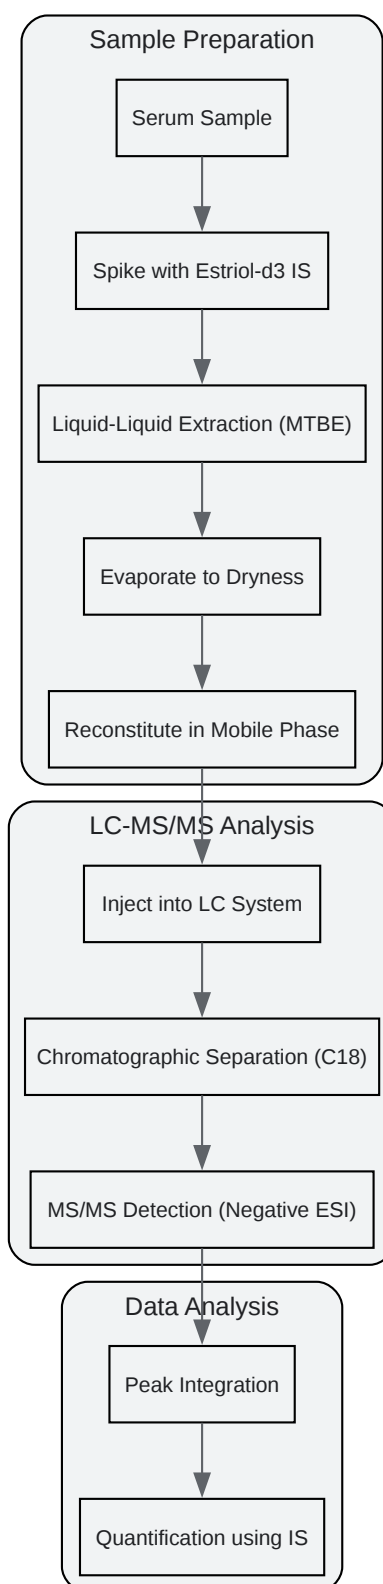 Sample Preparation
Serum Sample
Spike with Estriol-d3 IS
Liquid-Liquid Extraction (MTBE)
Evaporate to Dryness
Reconstitute in Mobile Phase
LC-MS/MS Analysis
Inject into LC System
Chromatographic Separation (C18)
MS/MS Detection (Negative ESI)
Data Analysis
Peak Integration
Quantification using IS